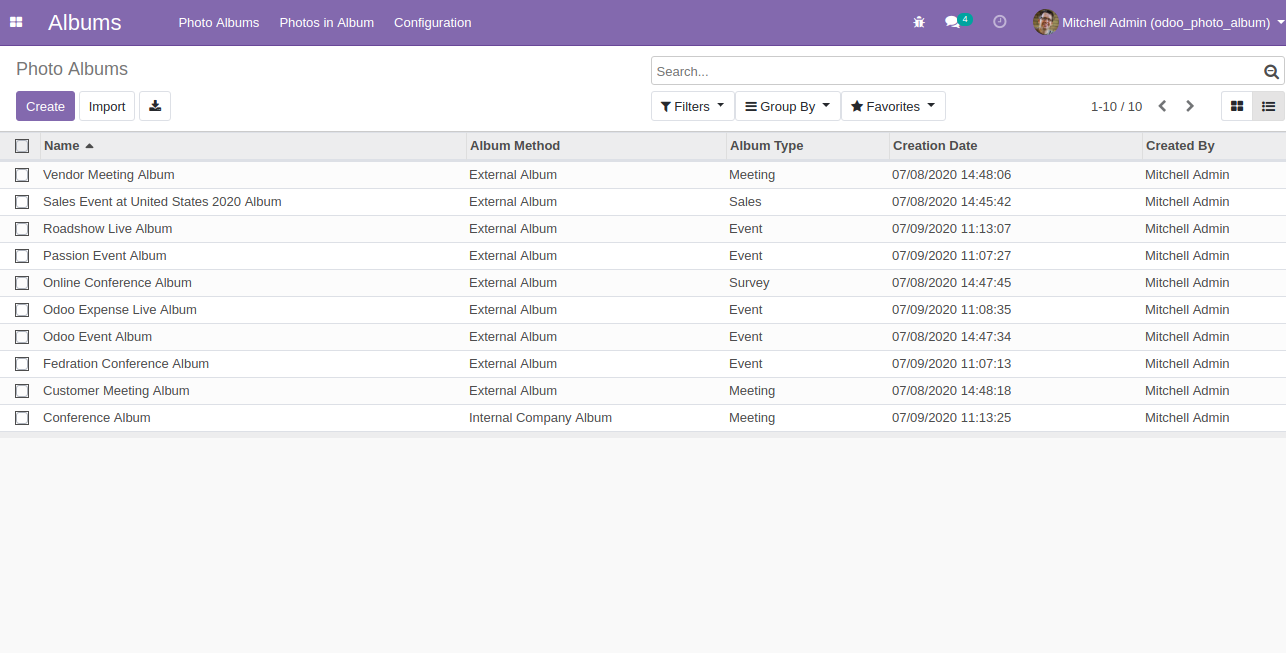 Albums Photo Albums Photos in Album Configuration 4 Mitchell Admin (odoo_photo_album)
Photo Albums
Search...
Create Import Filters Group By Favorites 1-10 / 10
Name Album Method Album Type Creation Date Created By
Vendor Meeting Album External Album Meeting 07/08/2020 14:48:06 Mitchell Admin
Sales Event at United States 2020 Album External Album Sales 07/08/2020 14:45:42 Mitchell Admin
Roadshow Live Album External Album Event 07/09/2020 11:13:07 Mitchell Admin
Passion Event Album External Album Event 07/09/2020 11:07:27 Mitchell Admin
Online Conference Album External Album Survey 07/08/2020 14:47:45 Mitchell Admin
Odoo Expense Live Album External Album Event 07/09/2020 11:08:35 Mitchell Admin
Odoo Event Album External Album Event 07/08/2020 14:47:34 Mitchell Admin
Fedration Conference Album External Album Event 07/09/2020 11:07:13 Mitchell Admin
Customer Meeting Album External Album Meeting 07/08/2020 14:48:18 Mitchell Admin
Conference Album Internal Company Album Meeting 07/09/2020 11:13:25 Mitchell Admin